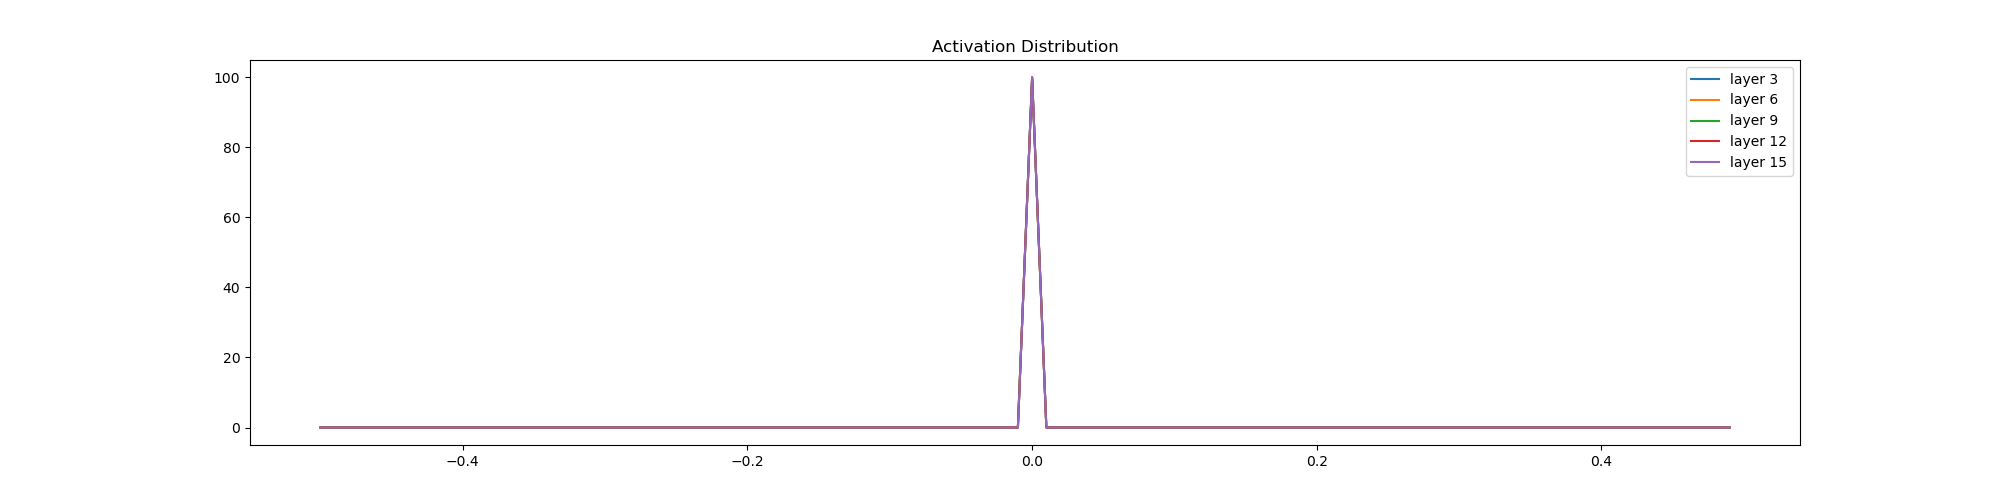 Activation Distribution
100
80
60
40
20
0
−0.4
−0.2
0.0
0.2
0.4
layer 3
layer 6
layer 9
layer 12
layer 15